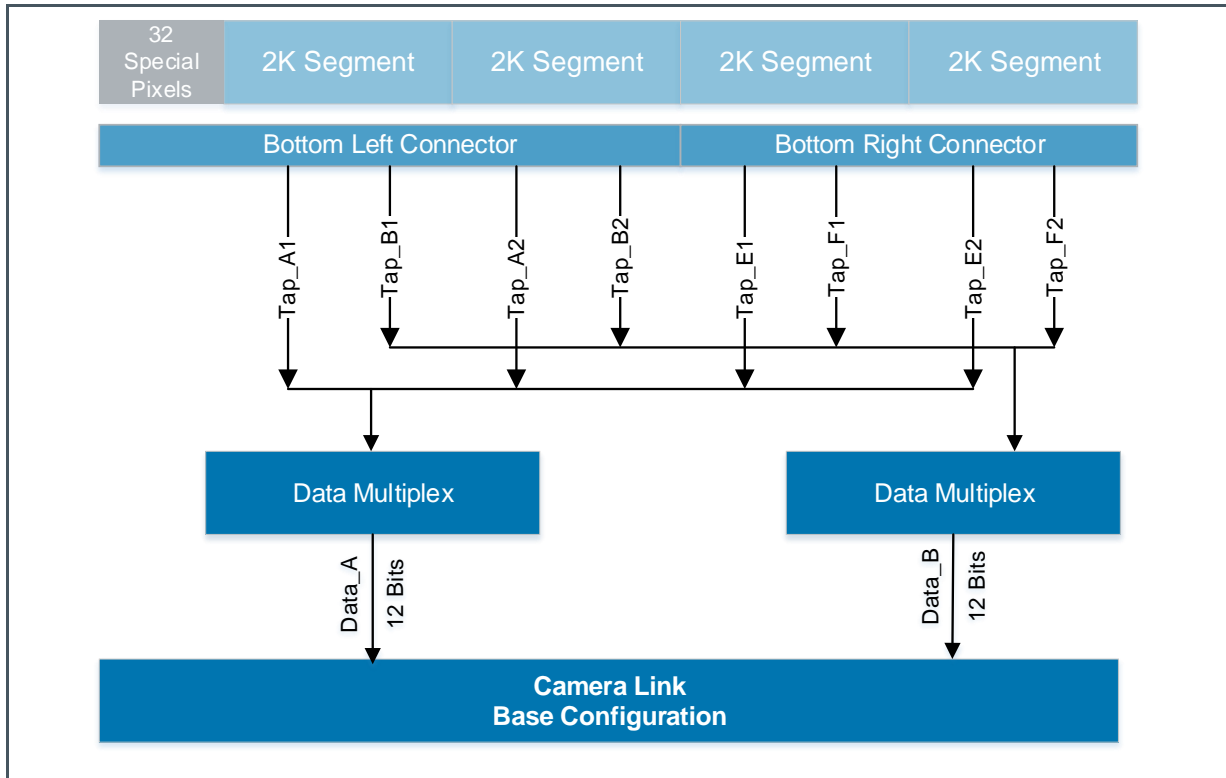 32
Special
Pixels
2K Segment
2K Segment
2K Segment
2K Segment
Bottom Left Connector
Bottom Right Connector
Tap_A1
Tap_B1
Tap_A2
Tap_B2
Tap_E1
Tap_F1
Tap_E2
Tap_F2
Data Multiplex
Data Multiplex
Data_A
12 Bits
Data_B
12 Bits
Camera Link
Base Configuration